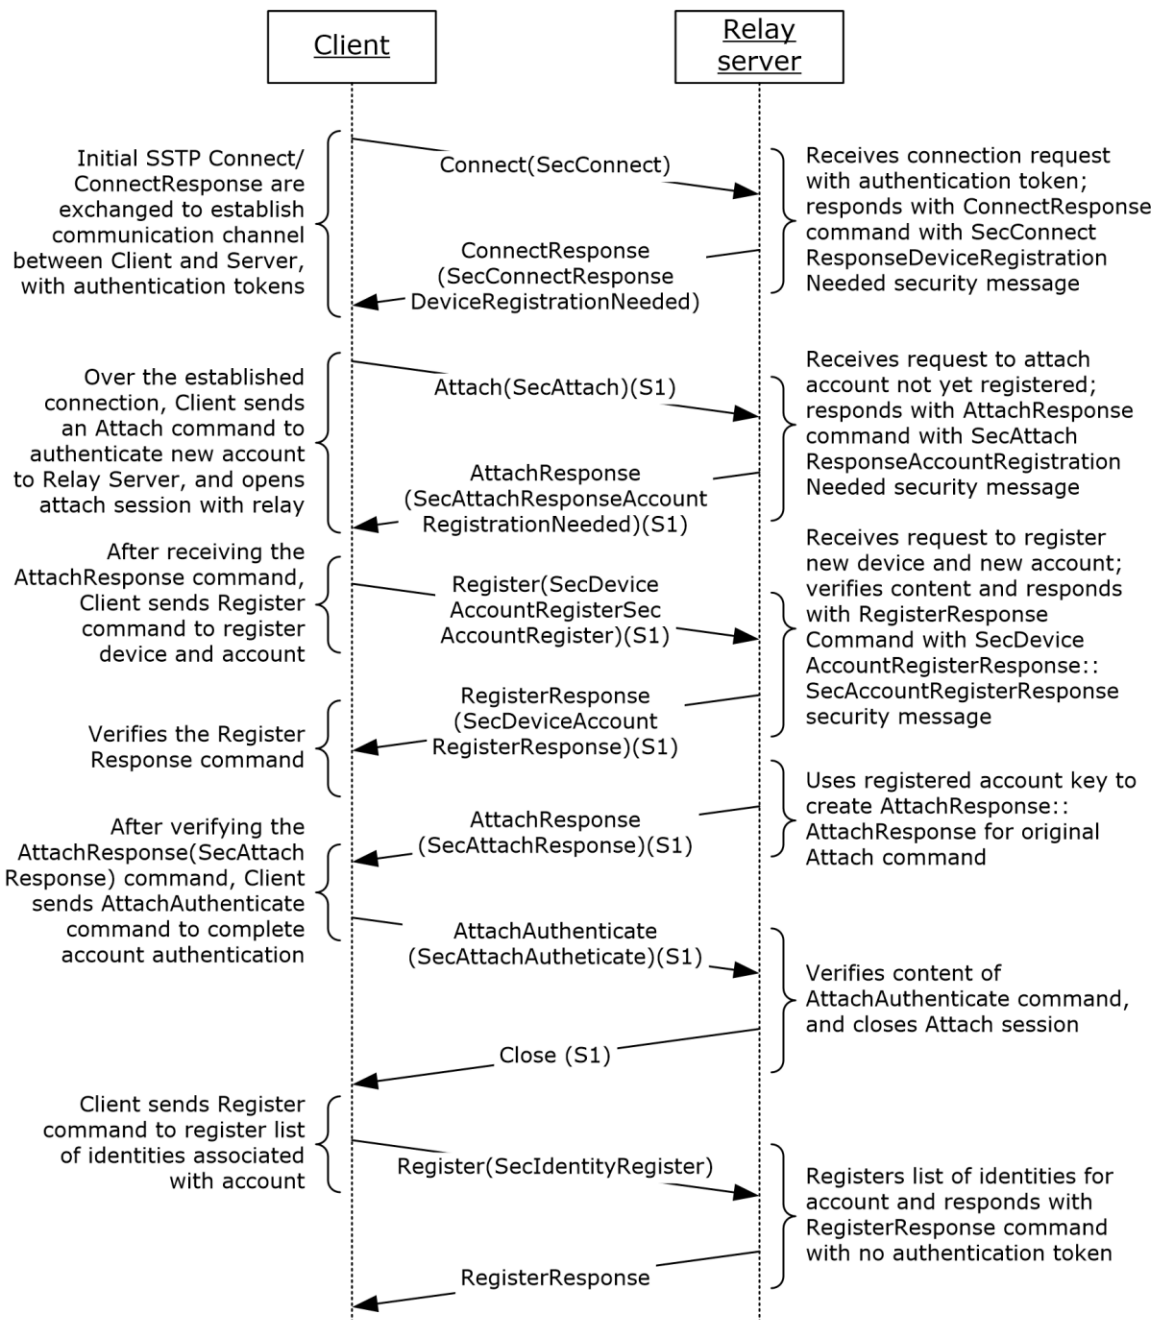 Client
Relay
server
Initial SSTP Connect/
ConnectResponse are
exchanged to establish
communication channel
between Client and Server,
with authentication tokens
Connect(SecConnect)
ConnectResponse
(SecConnectResponse
DeviceRegistrationNeeded)
Receives connection request
with authentication token;
responds with ConnectResponse
command with SecConnect
ResponseDeviceRegistration
Needed security message
Over the established
connection, Client sends
an Attach command to
authenticate new account
to Relay Server, and opens
attach session with relay
Attach(SecAttach)(S1)
AttachResponse
(SecAttachResponseAccount
RegistrationNeeded)(S1)
Receives request to attach
account not yet registered;
responds with AttachResponse
command with SecAttach
ResponseAccountRegistration
Needed security message
After receiving the
AttachResponse command,
Client sends Register
command to register
device and account
Register(SecDevice
AccountRegisterSec
AccountRegister)(S1)
Receives request to register
new device and new account;
verifies content and responds
with RegisterResponse
Command with SecDevice
AccountRegisterResponse::
SecAccountRegisterResponse
security message
RegisterResponse
(SecDeviceAccount
RegisterResponse)(S1)
Verifies the Register
Response command
AttachResponse
(SecAttachResponse)(S1)
Uses registered account key to
create AttachResponse::
AttachResponse for original
Attach command
After verifying the
AttachResponse(SecAttach
Response) command, Client
sends AttachAuthenticate
command to complete
account authentication
AttachAuthenticate
(SecAttachAutheticate)(S1)
Close (S1)
Verifies content of
AttachAuthenticate command,
and closes Attach session
Client sends Register
command to register list
of identities associated
with account
Register(SecIdentityRegister)
RegisterResponse
Registers list of identities for
account and responds with
RegisterResponse command
with no authentication token